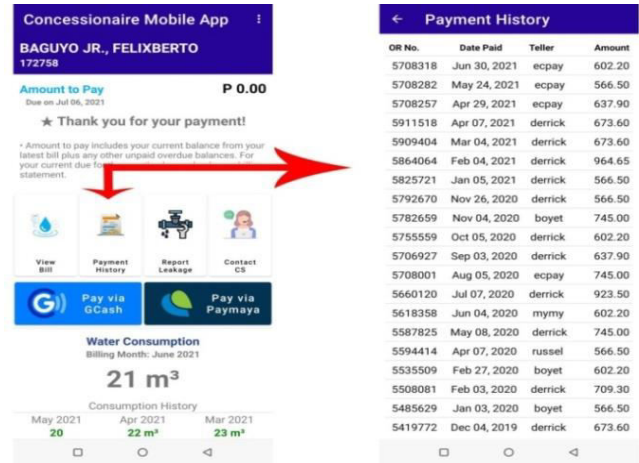 Concessionaire Mobile App
BAGUYO JR., FELIXBERTO
172758
Amount to Pay P 0.00
Due on Jul 06, 2021
★ Thank you for your payment!
* Amount to pay includes your current balance from your
latest bill plus any other unpaid overdue balances. For
your current due for the
statement.
View Bill
Payment History
Report Leakage
Contact CS
G Pay via GCash
Pay via Paymaya
Water Consumption
Billing Month: June 2021
21 m³
Consumption History
May 2021 Apr 2021 Mar 2021
20 22 m³ 23 m³
← Payment History
OR No. Date Paid Teller Amount
5708318 Jun 30, 2021 ecpay 602.20
5708282 May 24, 2021 ecpay 566.50
5708257 Apr 29, 2021 ecpay 637.90
5911518 Apr 07, 2021 derrick 673.60
5909404 Mar 04, 2021 derrick 673.60
5864064 Feb 04, 2021 derrick 964.65
5825721 Jan 05, 2021 derrick 566.50
5792670 Nov 26, 2020 derrick 566.50
5782659 Nov 04, 2020 boyet 745.00
5755559 Oct 05, 2020 derrick 602.20
5706927 Sep 03, 2020 derrick 637.90
5708001 Aug 05, 2020 ecpay 745.00
5660120 Jul 07, 2020 derrick 923.50
5618358 Jun 04, 2020 mymy 602.20
5587825 May 08, 2020 derrick 745.00
5594414 Apr 07, 2020 russel 566.50
5535509 Feb 27, 2020 boyet 602.20
5508081 Feb 03, 2020 derrick 709.30
5485629 Jan 03, 2020 boyet 566.50
5419772 Dec 04, 2019 derrick 673.60